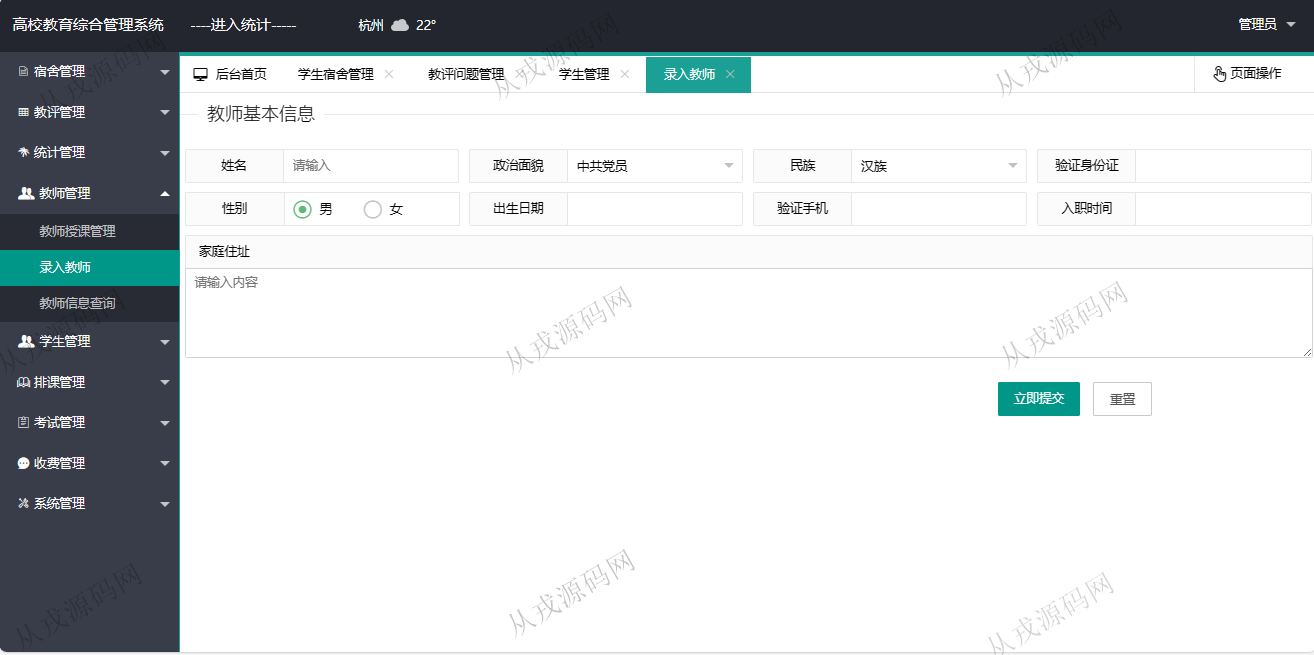 高校教育综合管理系统 ----进入统计----- 杭州 22° 管理员
宿舍管理
教评管理
统计管理
教师管理
教师授课管理
录入教师
教师信息查询
学生管理
排课管理
考试管理
收费管理
系统管理
后台首页 学生宿舍管理 教评问题管理 学生管理 录入教师 页面操作
教师基本信息
姓名 请输入 政治面貌 中共党员 民族 汉族 验证身份证
性别 男 女 出生日期 验证手机 入职时间
家庭住址
请输入内容
立即提交 重置
从戎源码网
从戎源码网
从戎源码网
从戎源码网
从戎源码网
从戎源码网
从戎源码网
从戎源码网
从戎源码网